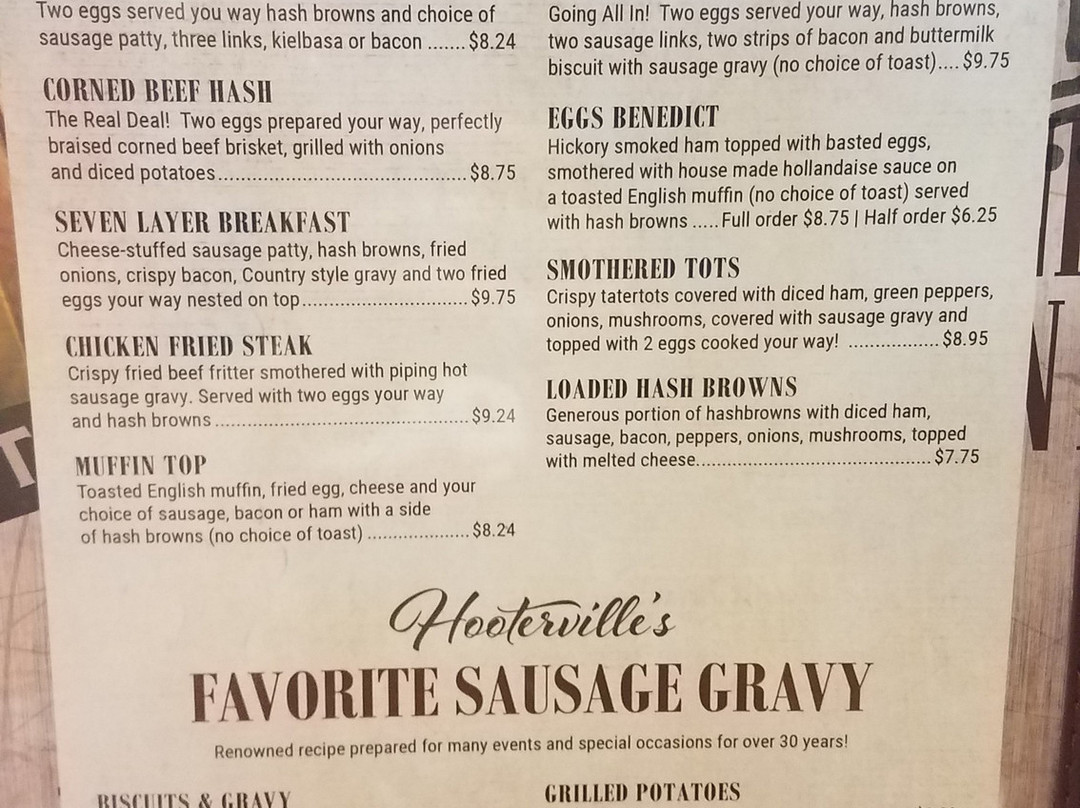 Two eggs served you way hash browns and choice of
sausage patty, three links, kielbasa or bacon .......$8.24
CORNED BEEF HASH
The Real Deal! Two eggs prepared your way, perfectly
braised corned beef brisket, grilled with onions
and diced potatoes..................................................$8.75
SEVEN LAYER BREAKFAST
Cheese-stuffed sausage patty, hash browns, fried
onions, crispy bacon, Country style gravy and two fried
eggs your way nested on top.................................$9.75
CHICKEN FRIED STEAK
Crispy fried beef fritter smothered with piping hot
sausage gravy. Served with two eggs your way
and hash browns ....................................................$9.24
MUFFIN TOP
Toasted English muffin, fried egg, cheese and your
choice of sausage, bacon or ham with a side
of hash browns (no choice of toast) .....................$8.24
Going All In! Two eggs served your way, hash browns,
two sausage links, two strips of bacon and buttermilk
biscuit with sausage gravy (no choice of toast)....$9.75
EGGS BENEDICT
Hickory smoked ham topped with basted eggs,
smothered with house made hollandaise sauce on
a toasted English muffin (no choice of toast) served
with hash browns .....Full order $8.75 | Half order $6.25
SMOTHERED TOTS
Crispy tatertots covered with diced ham, green peppers,
onions, mushrooms, covered with sausage gravy and
topped with 2 eggs cooked your way! ..................$8.95
LOADED HASH BROWNS
Generous portion of hashbrowns with diced ham,
sausage, bacon, peppers, onions, mushrooms, topped
with melted cheese...............................................$7.75
Hooterville's
FAVORITE SAUSAGE GRAVY
Renowned recipe prepared for many events and special occasions for over 30 years!
BISCUITS & GRAVY
GRILLED POTATOES